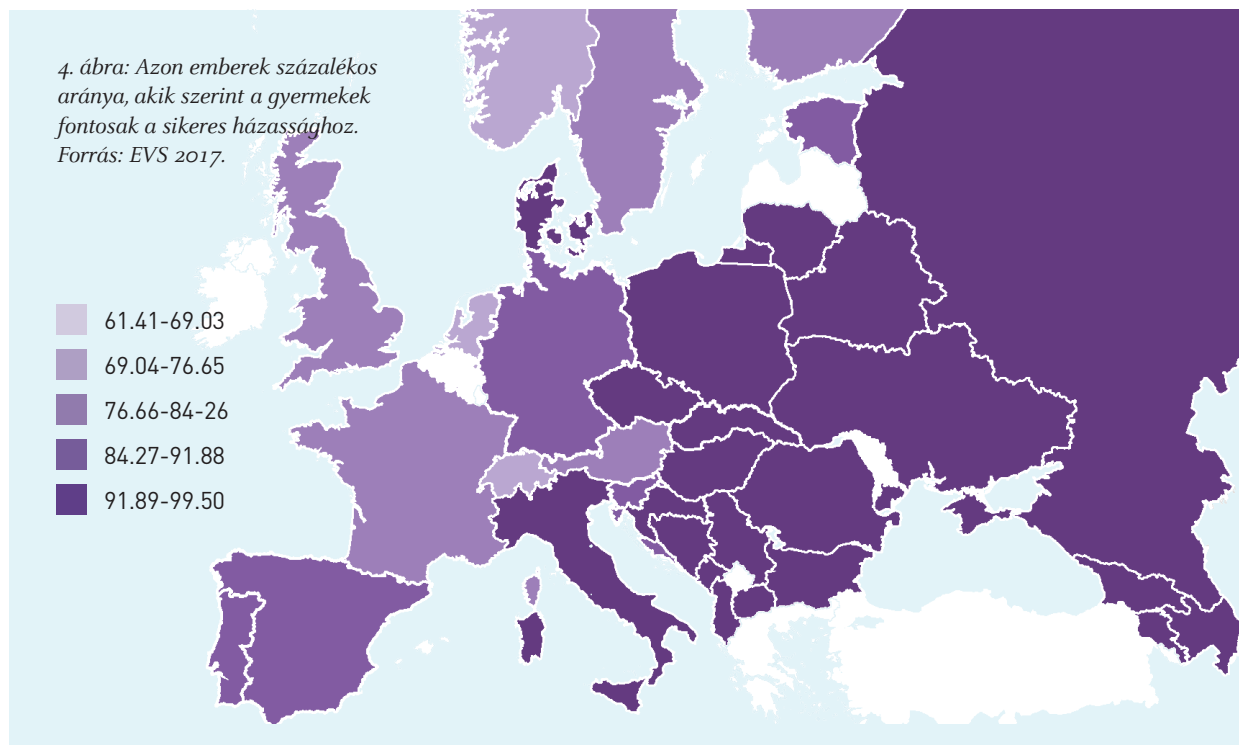 4. ábra: Azon emberek százalékos
aránya, akik szerint a gyermekek
fontosak a sikeres házassághoz.
Forrás: EVS 2017.
61.41-69.03
69.04-76.65
76.66-84-26
84.27-91.88
91.89-99.50